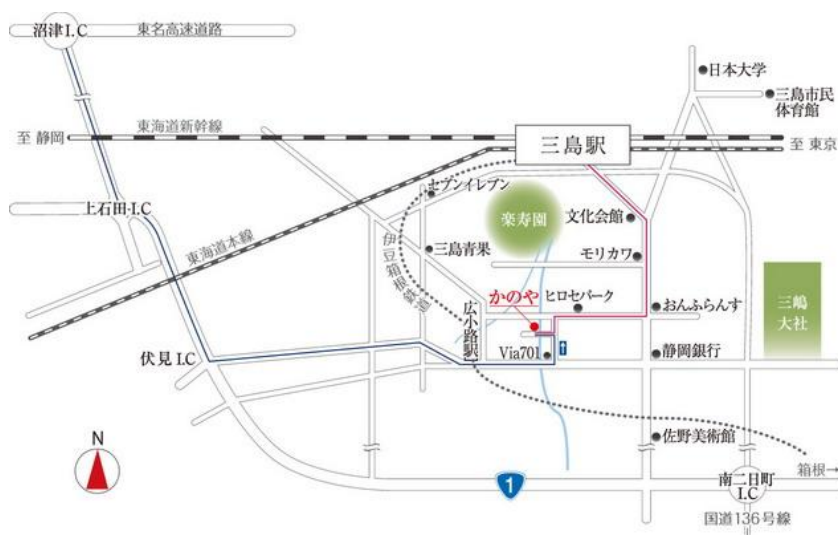 沼津I.C
東名高速道路
日本大学
三島市民
体育館
東海道新幹線
至 静岡
三島駅
至 東京
セブンイレブン
楽寿園
文化会館
上石田I.C
東海道本線
伊豆箱根鉄道
三島青果
モリカワ
かのや
ヒロセパーク
おんふらんす
三嶋
大社
広小路駅
伏見I.C
Via701
静岡銀行
佐野美術館
箱根→
N
1
南二日町
I.C
国道136号線